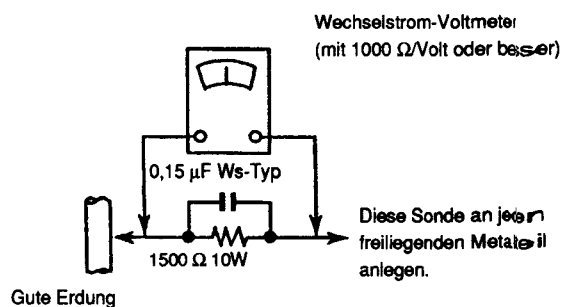 Wechselstrom-Voltmeter
(mit 1000 Ω/Volt oder besser)
0,15 µF Ws-Typ
1500 Ω 10W
Diese Sonde an jeden
freiliegenden Metalteil
anlegen.
Gute Erdung